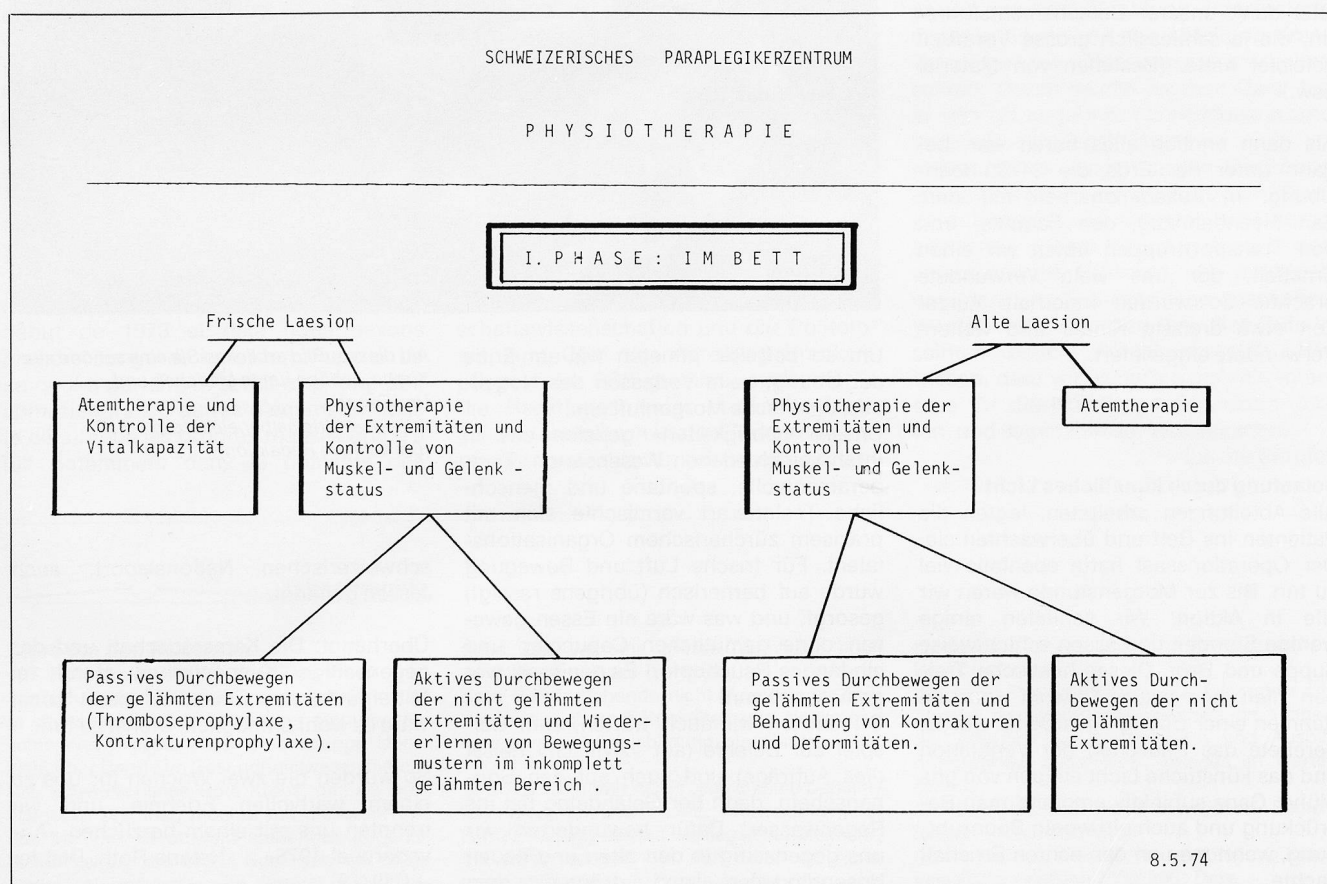 SCHWEIZERISCHES PARAPLEGIKERZENTRUM
PHYSIOTHERAPIE
I. PHASE: IM BETT
Frische Laesion
Atemtherapie und
Kontrolle der
Vitalkapazität
Physiotherapie
der Extremitäten und
Kontrolle von
Muskel- und Gelenk-
status
Passives Durchbewegen
der gelähmten Extremitäten
(Thromboseprophylaxe,
Kontrakturenprophylaxe).
Aktives Durchbewegen
der nicht gelähmten
Extremitäten und Wieder-
erlernen von Bewegungs-
mustern im inkomplett
gelähmten Bereich .
Alte Laesion
Physiotherapie der
Extremitäten und
Kontrolle von
Muskel- und Gelenk-
status
Atemtherapie
Passives Durchbewegen der
gelähmten Extremitäten und
Behandlung von Kontrakturen
und Deformitäten.
Aktives Durch-
bewegen der nicht
gelähmten
Extremitäten.
8.5.74